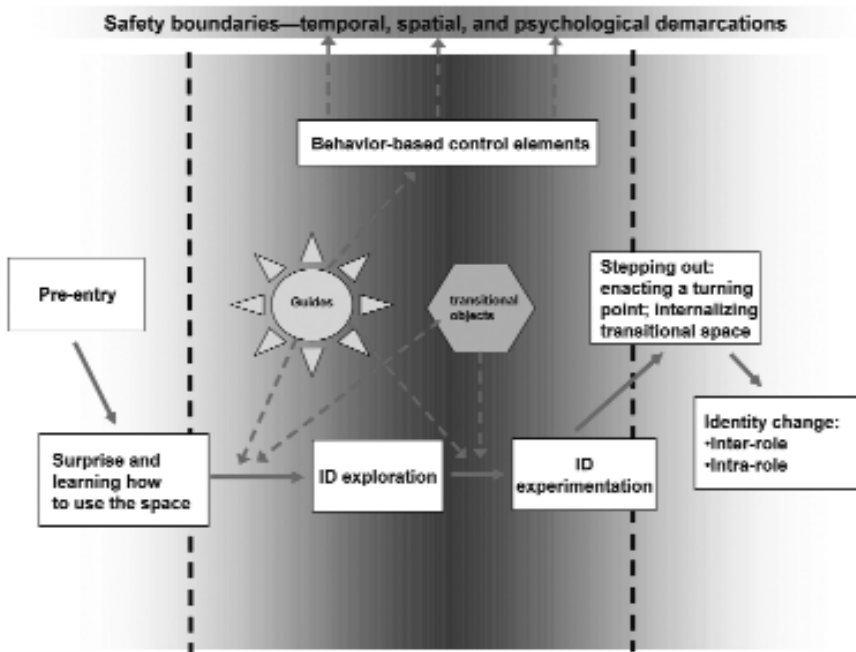 Safety boundaries—temporal, spatial, and psychological demarcations
Behavior-based control elements
Pre-entry
Guides
transitional
objects
Stepping out:
enacting a turning
point; internalizing
transitional space
Surprise and
learning how
to use the space
ID exploration
ID
experimentation
Identity change:
•Inter-role
•Intra-role